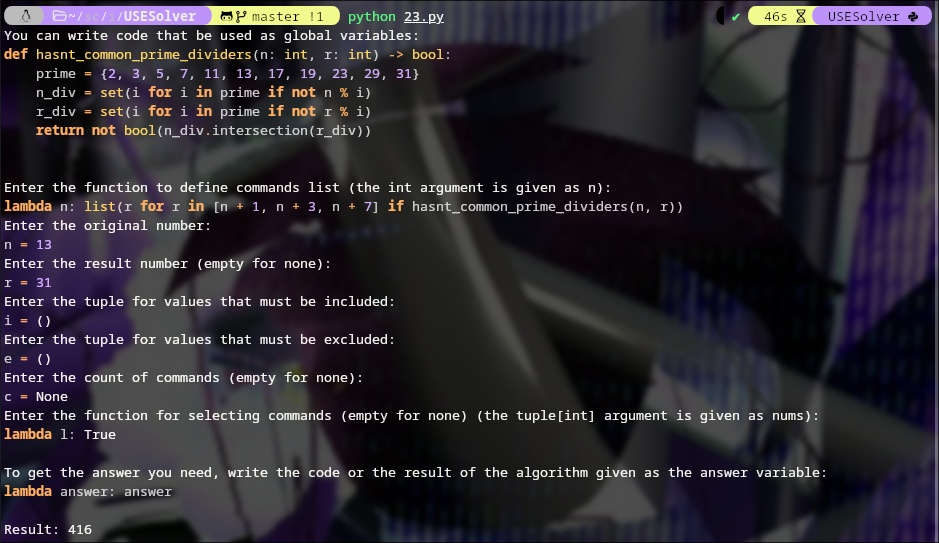 ~/sc/i/USESolver master !1 python 23.py ✔ 46s USESolver
You can write code that be used as global variables:
def hasnt_common_prime_dividers(n: int, r: int) -> bool:
    prime = {2, 3, 5, 7, 11, 13, 17, 19, 23, 29, 31}
    n_div = set(i for i in prime if not n % i)
    r_div = set(i for i in prime if not r % i)
    return not bool(n_div.intersection(r_div))
Enter the function to define commands list (the int argument is given as n):
lambda n: list(r for r in [n + 1, n + 3, n + 7] if hasnt_common_prime_dividers(n, r))
Enter the original number:
n = 13
Enter the result number (empty for none):
r = 31
Enter the tuple for values that must be included:
i = ()
Enter the tuple for values that must be excluded:
e = ()
Enter the count of commands (empty for none):
c = None
Enter the function for selecting commands (empty for none) (the tuple[int] argument is given as nums):
lambda l: True
To get the answer you need, write the code or the result of the algorithm given as the answer variable:
lambda answer: answer
Result: 416